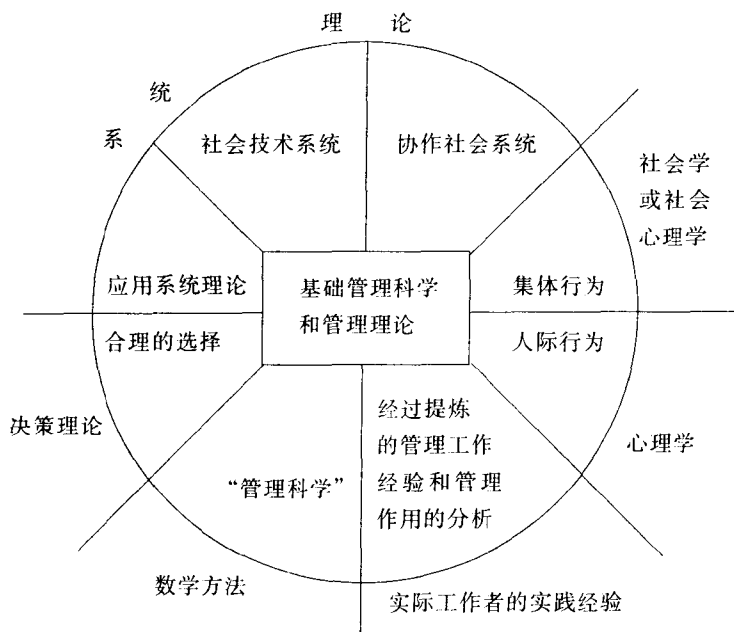 系统理论
社会技术系统
协作社会系统
社会学
或社会
心理学
应用系统理论
基础管理科学
和管理理论
集体行为
合理的选择
人际行为
决策理论
经过提炼
的管理工作
经验和管理
作用的分析
心理学
“管理科学”
数学方法
实际工作者的实践经验